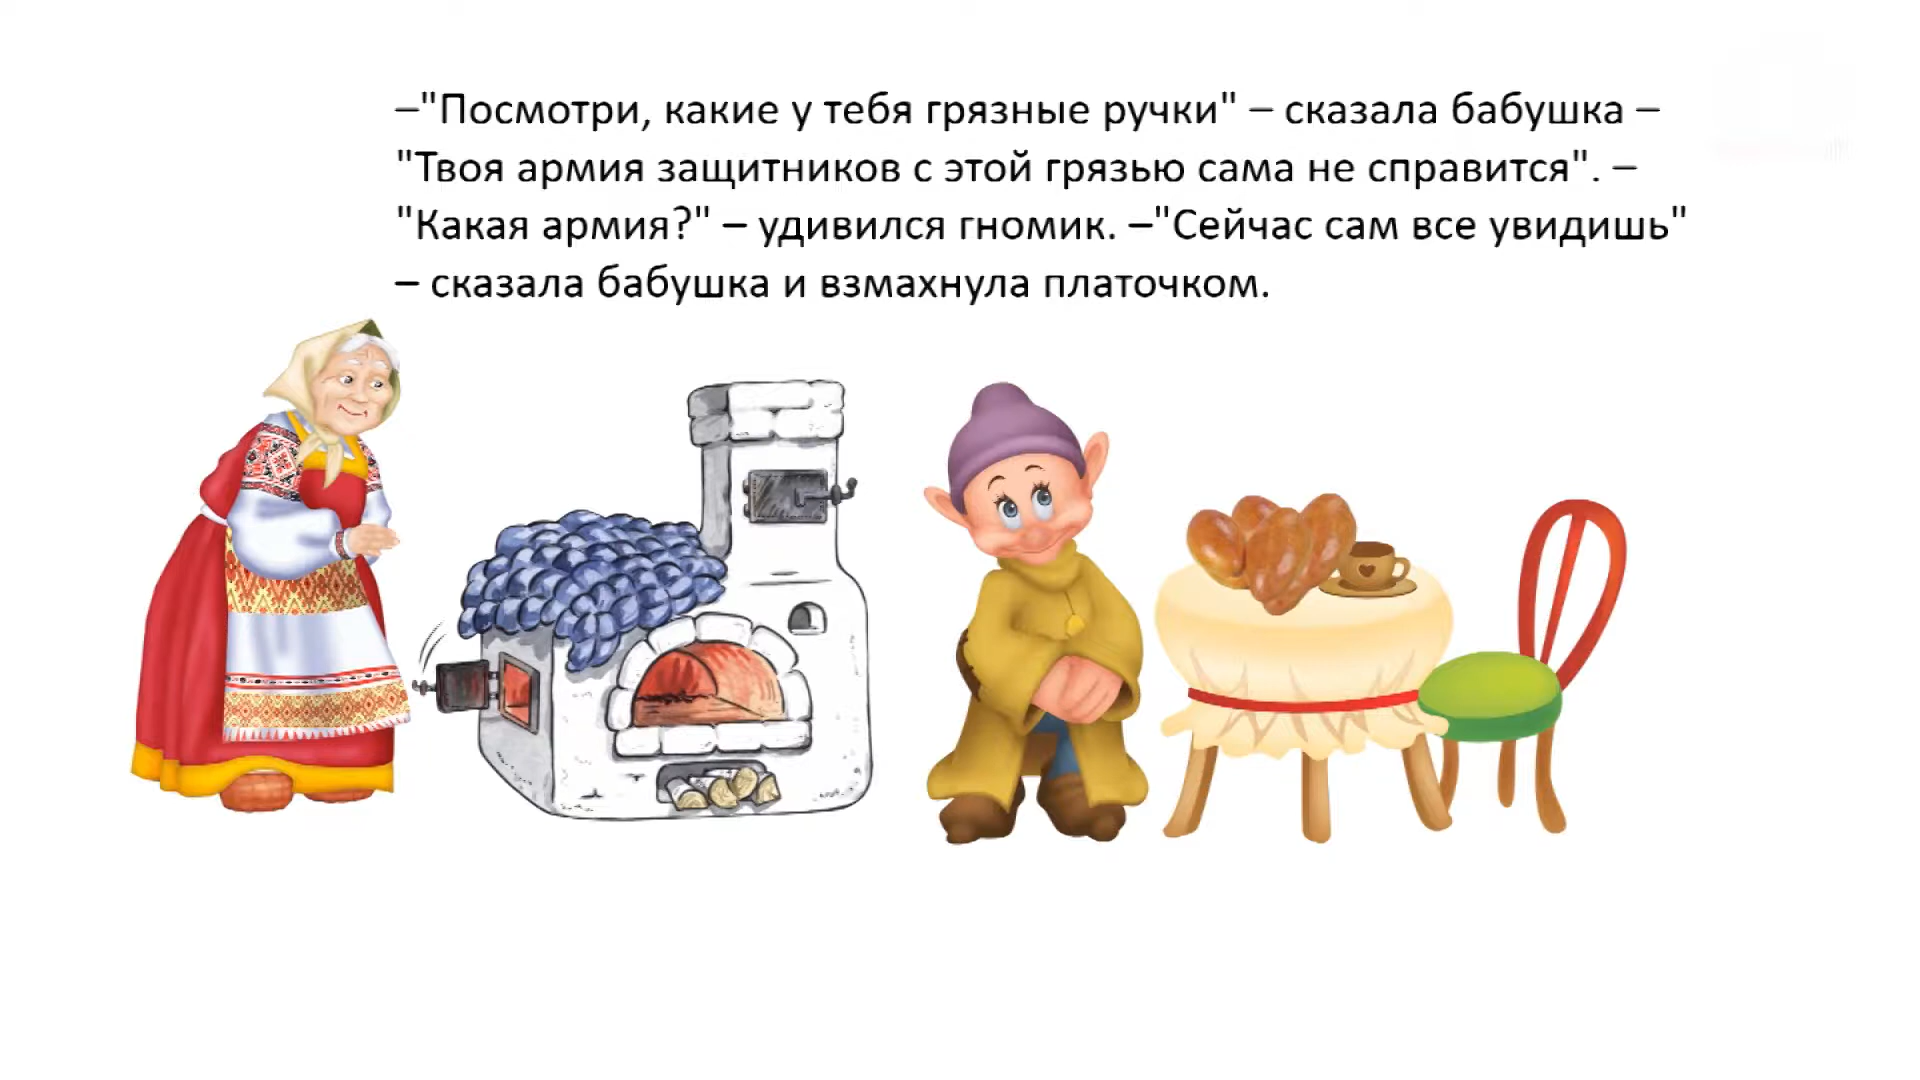 –"Посмотри, какие у тебя грязные ручки" – сказала бабушка –
"Твоя армия защитников с этой грязью сама не справится". –
"Какая армия?" – удивился гномик. –"Сейчас сам все увидишь"
– сказала бабушка и взмахнула платочком.